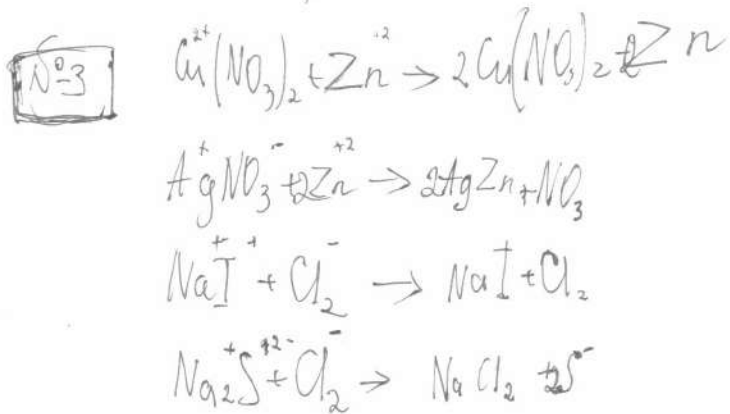 №3
Cu²⁺(NO₃)₂ + Zn⁺² → 2Cu(NO₃)₂ + Zn
Ag⁺NO₃⁻ + 2Zn⁺² → 2AgZn + NO₃
Na⁺I⁺ + Cl₂⁻ → NaI + Cl₂
Na₂⁺S⁺²⁻ + Cl₂⁻ → NaCl₂ + 2S⁻